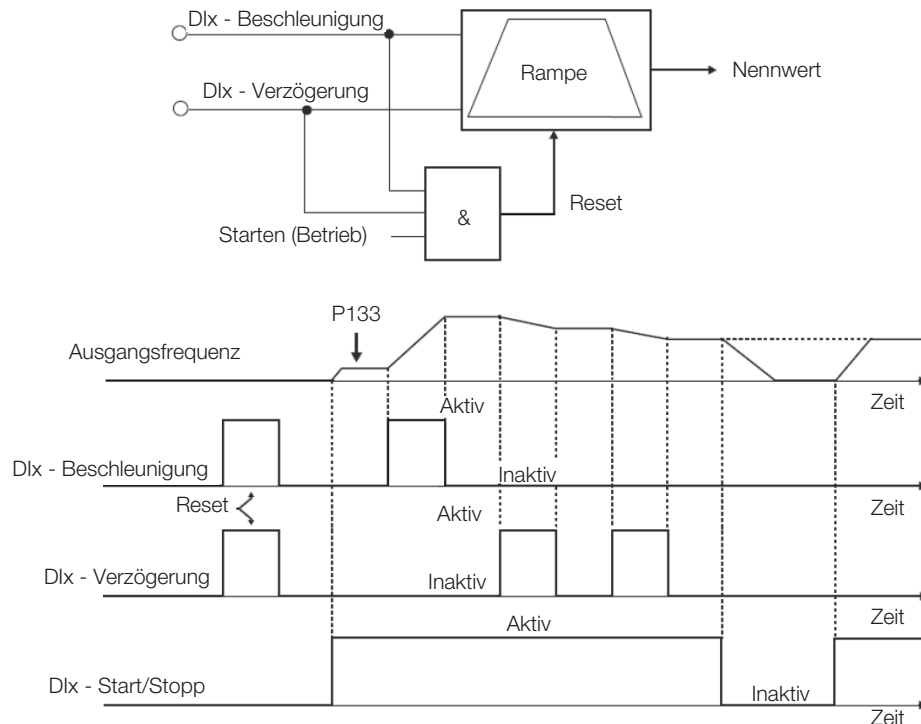 DIx - Beschleunigung
Rampe
Nennwert
DIx - Verzögerung
&
Reset
Starten (Betrieb)
P133
Ausgangsfrequenz
Zeit
Aktiv
DIx - Beschleunigung
Inaktiv
Zeit
Reset
Aktiv
DIx - Verzögerung
Inaktiv
Zeit
Aktiv
DIx - Start/Stopp
Inaktiv
Zeit